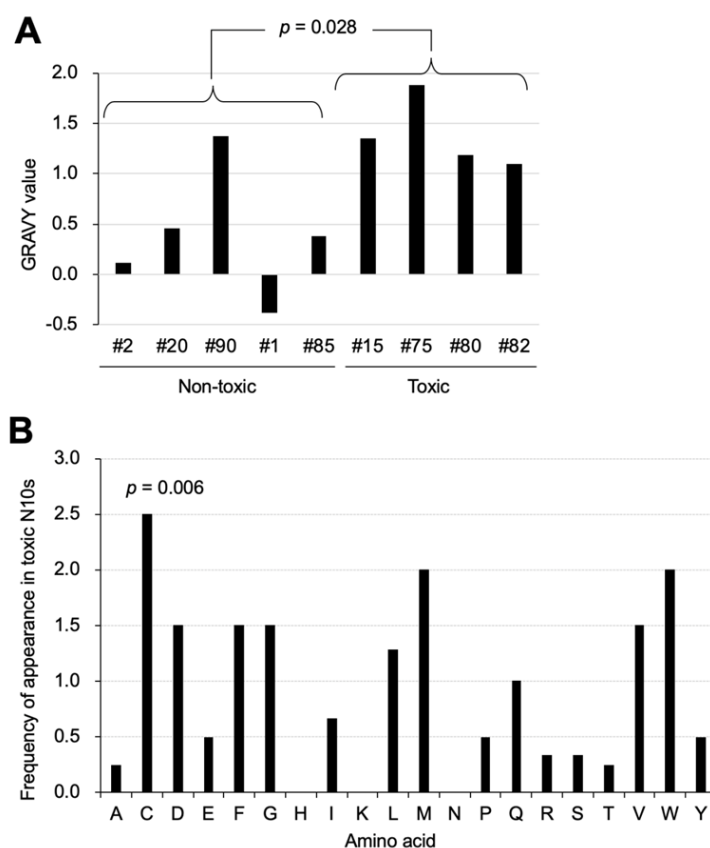 A
p = 0.028
GRAVY value
2.0
1.5
1.0
0.5
0.0
-0.5
#2 #20 #90 #1 #85 #15 #75 #80 #82
Non-toxic Toxic
B
Frequency of appearance in toxic N10s
3.0
2.5
2.0
1.5
1.0
0.5
0.0
p = 0.006
A C D E F G H I K L M N P Q R S T V W Y
Amino acid